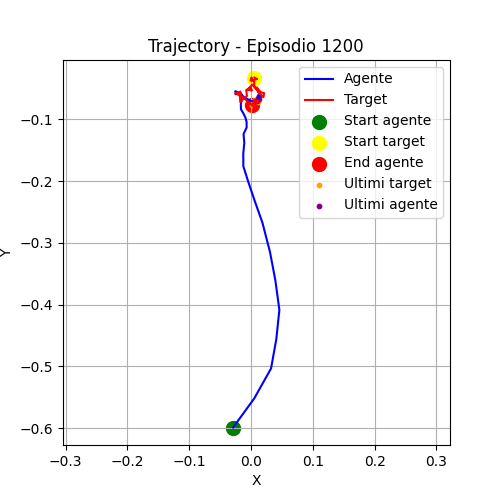 Trajectory - Episodio 1200
Agente
Target
Start agente
Start target
End agente
Ultimi target
Ultimi agente
−0.1
−0.2
−0.3
−0.4
−0.5
−0.6
Y
−0.3
−0.2
−0.1
0.0
0.1
0.2
0.3
X